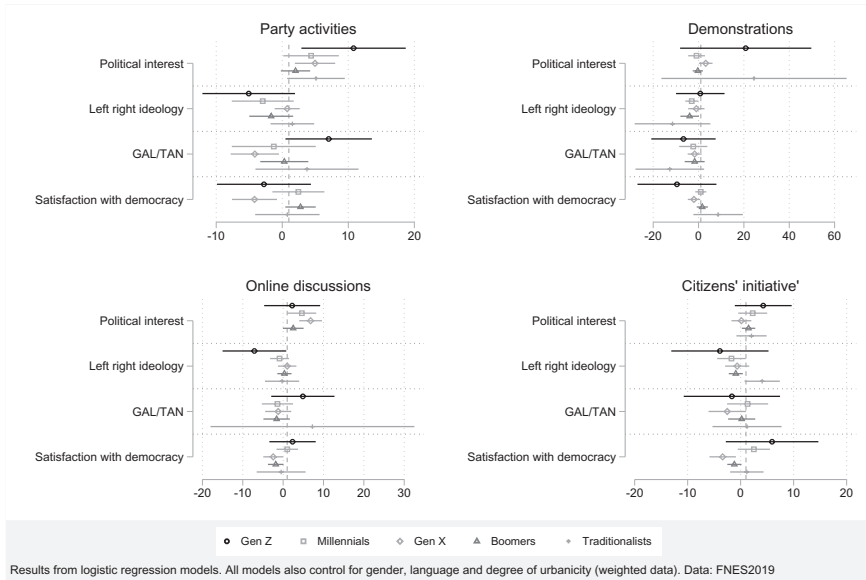 Party activities
Political interest
Left right ideology
GAL/TAN
Satisfaction with democracy
-10 0 10 20
Demonstrations
Political interest
Left right ideology
GAL/TAN
Satisfaction with democracy
-20 0 20 40 60
Online discussions
Political interest
Left right ideology
GAL/TAN
Satisfaction with democracy
-20 -10 0 10 20 30
Citizens' initiative'
Political interest
Left right ideology
GAL/TAN
Satisfaction with democracy
-20 -10 0 10 20
Gen Z Millennials Gen X Boomers Traditionalists
Results from logistic regression models. All models also control for gender, language and degree of urbanicity (weighted data). Data: FNES2019